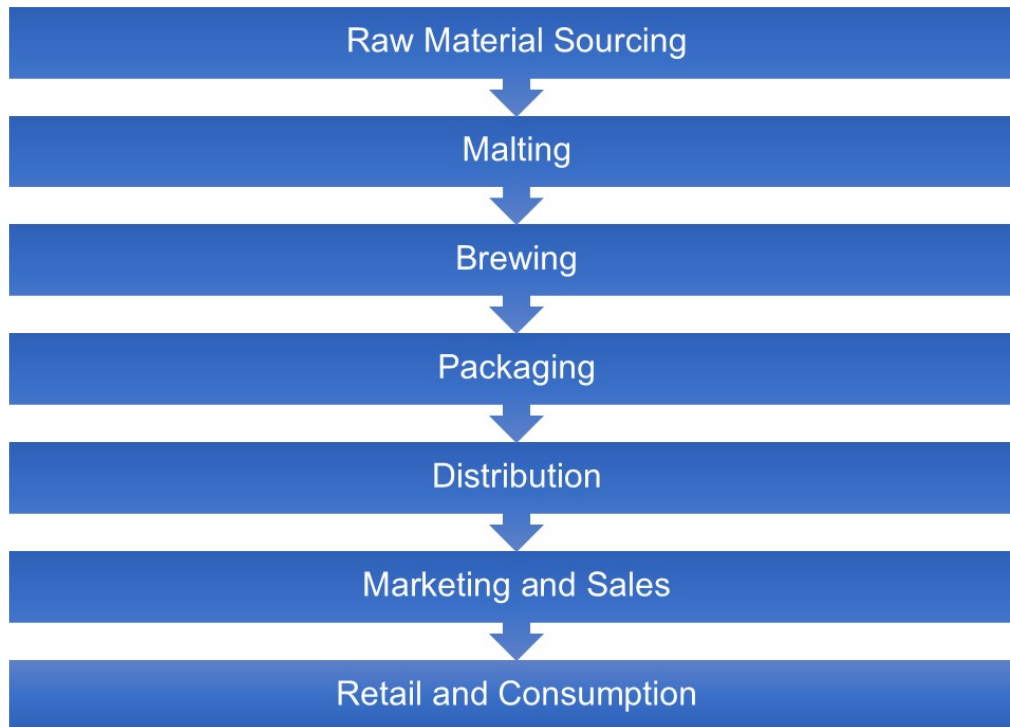 Raw Material Sourcing
Malting
Brewing
Packaging
Distribution
Marketing and Sales
Retail and Consumption